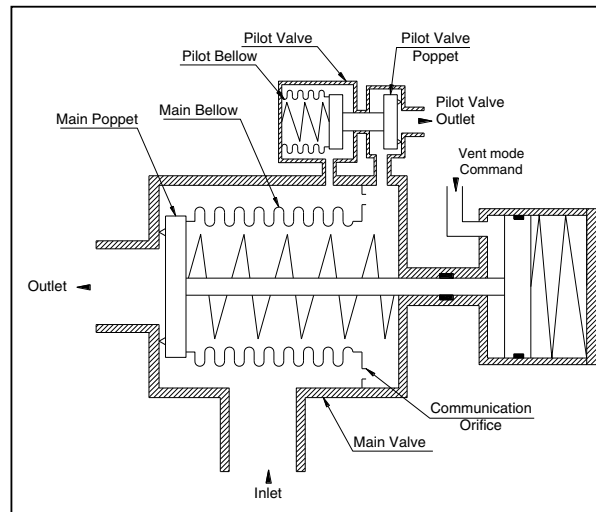 Pilot Valve
Pilot Valve
Poppet
Pilot Bellow
Main Bellow
Main Poppet
Pilot Valve
Outlet
Vent mode
Command
Outlet
Communication
Orifice
Main Valve
Inlet